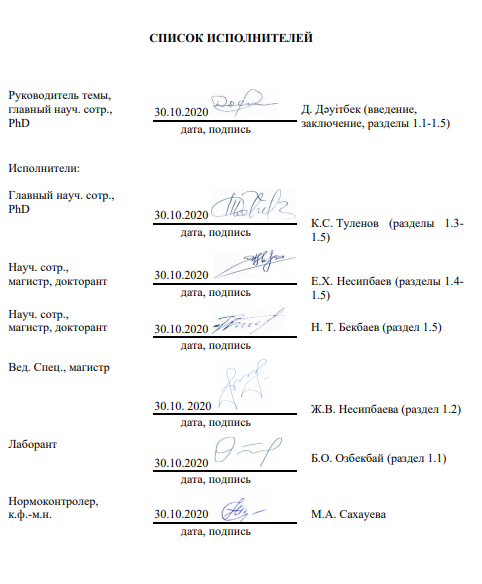 СПИСОК ИСПОЛНИТЕЛЕЙ
Руководитель темы,
главный науч. сотр.,
PhD
30.10.2020
дата, подпись
Д. Дәуітбек (введение,
заключение, разделы 1.1-1.5)
Исполнители:
Главный науч. сотр.,
PhD
30.10.2020
дата, подпись
К.С. Туленов (разделы 1.3-
1.5)
Науч. сотр.,
магистр, докторант
30.10.2020
дата, подпись
Е.Х. Несипбаев (разделы 1.4-
1.5)
Науч. сотр.,
магистр, докторант
30.10.2020
дата, подпись
Н. Т. Бекбаев (раздел 1.5)
Вед. Спец., магистр
30.10. 2020
дата, подпись
Ж.В. Несипбаева (раздел 1.2)
Лаборант
30.10.2020
дата, подпись
Б.О. Озбекбай (раздел 1.1)
Нормоконтролер,
к.ф.-м.н.
30.10.2020
дата, подпись
М.А. Сахауева